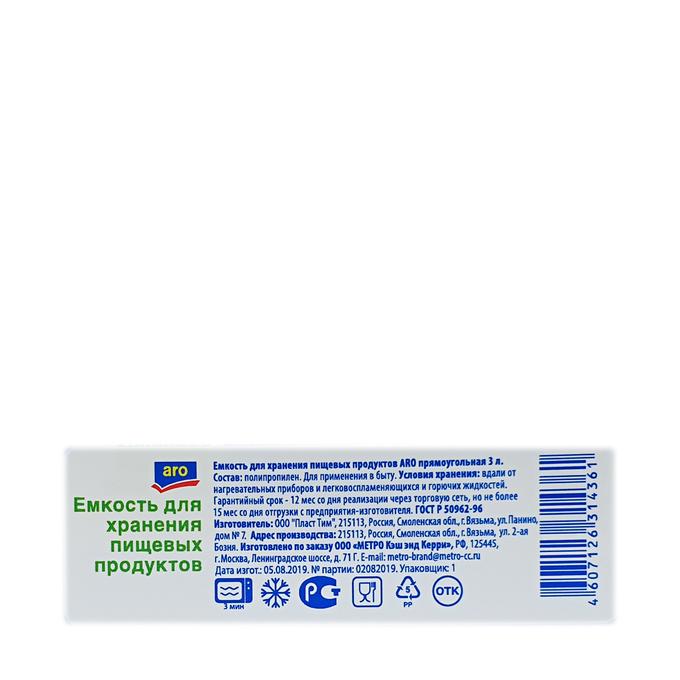 aro
Емкость для
хранения
пищевых
продуктов
Емкость для хранения пищевых продуктов ARO прямоугольная 3 л.
Состав: полипропилен. Для применения в быту. Условия хранения: вдали от
нагревательных приборов и легковоспламеняющихся и горючих жидкостей.
Гарантийный срок - 12 мес со дня реализации через торговую сеть, но не более
15 мес со дня отгрузки с предприятия-изготовителя. ГОСТ Р 50962-96
Изготовитель: ООО "Пласт Тим", 215113, Россия, Смоленская обл., г.Вязьма, ул. Панино,
дом № 7. Адрес производства: 215113, Россия, Смоленская обл., г. Вязьма, ул. 2-ая
Бозня. Изготовлено по заказу ООО «МЕТРО Кэш энд Керри», РФ, 125445,
г. Москва, Ленинградское шоссе, д. 71 Г. E-mail: metro-brand@metro-cc.ru
Дата изгот.: 05.08.2019. № партии: 02082019. Упаковщик: 1
3 мин
5
PP
ОТК
4 607126 314361